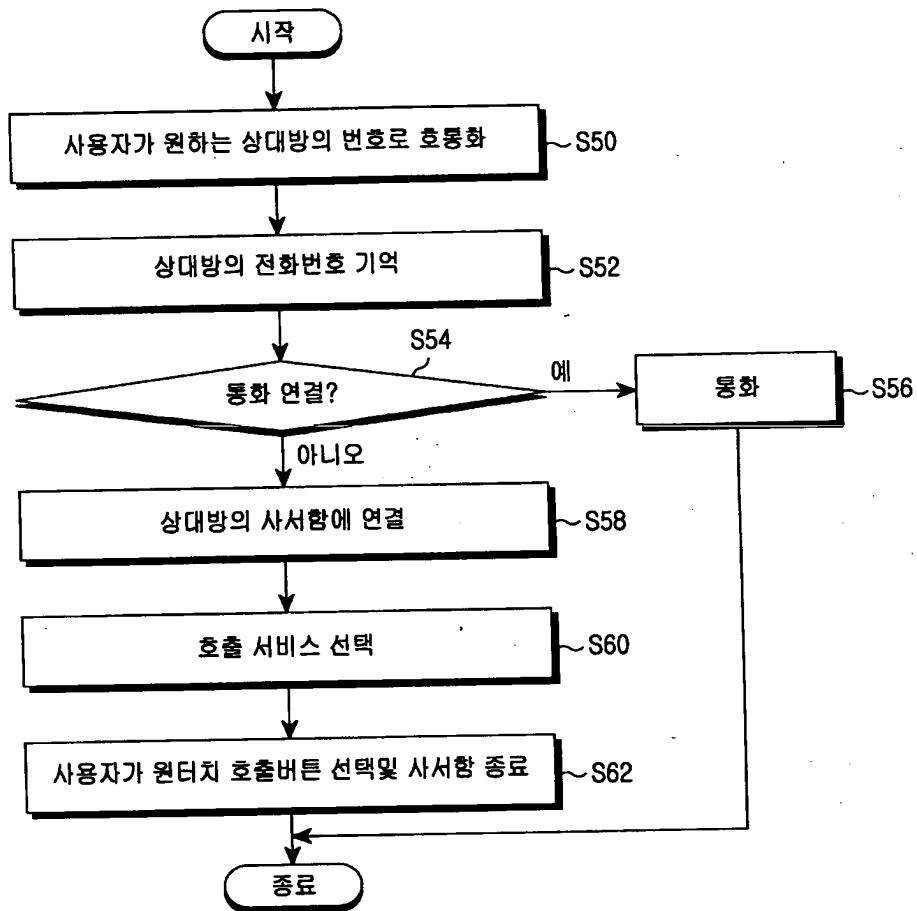 시작
사용자가 원하는 상대방의 번호로 호통화
S50
상대방의 전화번호 기억
S52
S54
통화 연결?
예
통화
S56
아니오
상대방의 사서함에 연결
S58
호출 서비스 선택
S60
사용자가 원터치 호출버튼 선택및 사서함 종료
S62
종료